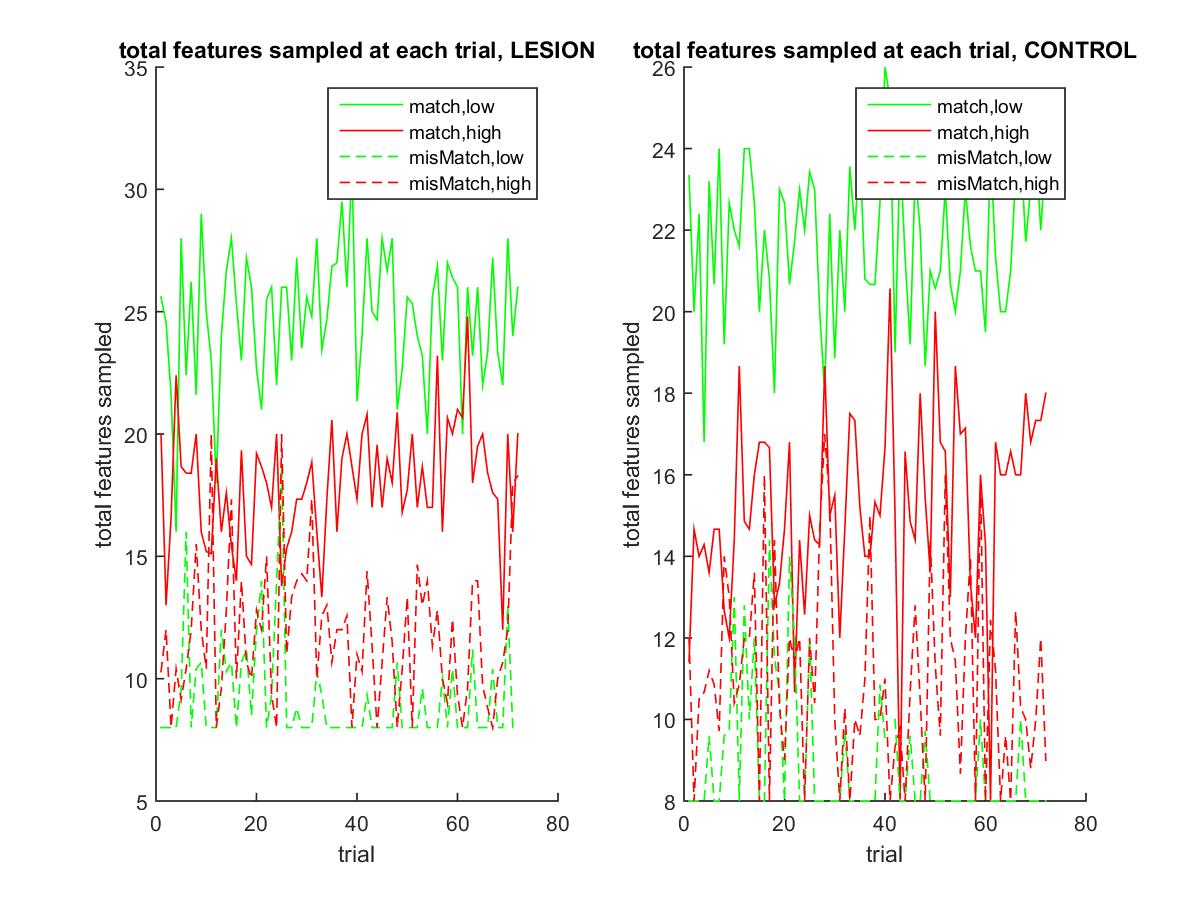 total features sampled at each trial, LESION
35
30
25
20
15
10
5
0
20
40
60
80
total features sampled
trial
match,low
match,high
misMatch,low
misMatch,high
total features sampled at each trial, CONTROL
26
24
22
20
18
16
14
12
10
8
0
20
40
60
80
total features sampled
trial
match,low
match,high
misMatch,low
misMatch,high